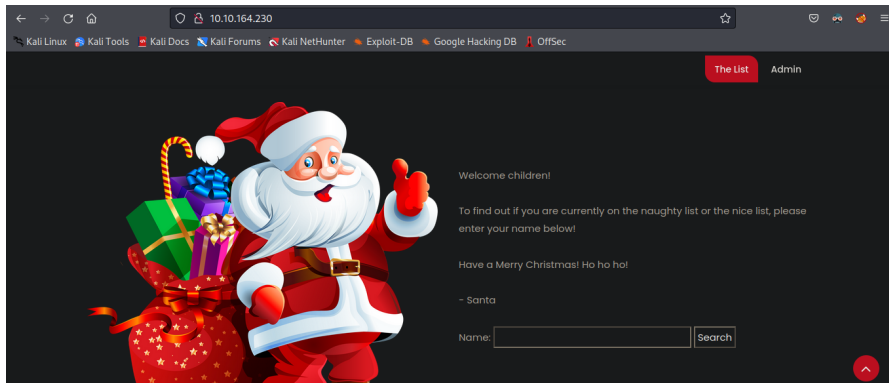 10.10.164.230
Kali Linux Kali Tools Kali Docs Kali Forums Kali NetHunter Exploit-DB Google Hacking DB OffSec
The List Admin
Welcome children!
To find out if you are currently on the naughty list or the nice list, please
enter your name below!
Have a Merry Christmas! Ho ho ho!
- Santa
Name: Search